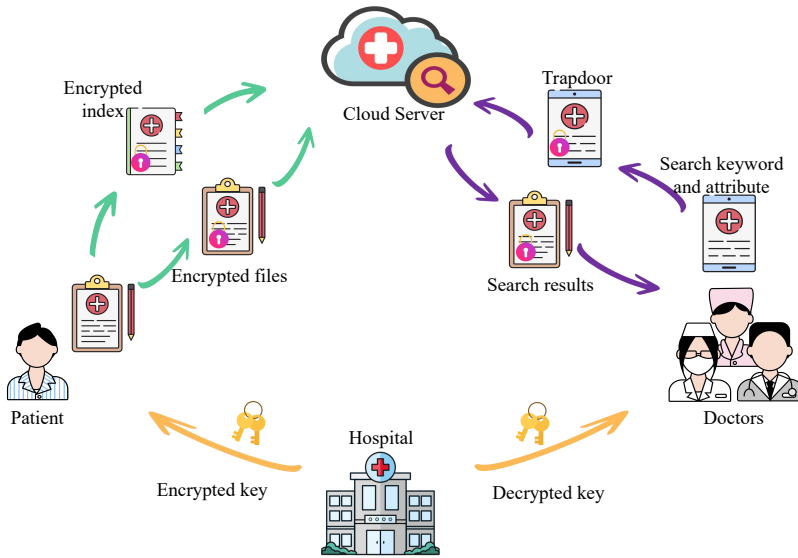 Encrypted
index
Cloud Server
Trapdoor
Search keyword
and attribute
Encrypted files
Search results
Patient
Doctors
Hospital
Encrypted key
Decrypted key